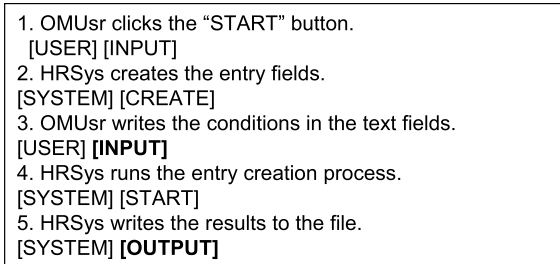 1. OMUsr clicks the “START” button.
[USER] [INPUT]
2. HRSys creates the entry fields.
[SYSTEM] [CREATE]
3. OMUsr writes the conditions in the text fields.
[USER] [INPUT]
4. HRSys runs the entry creation process.
[SYSTEM] [START]
5. HRSys writes the results to the file.
[SYSTEM] [OUTPUT]